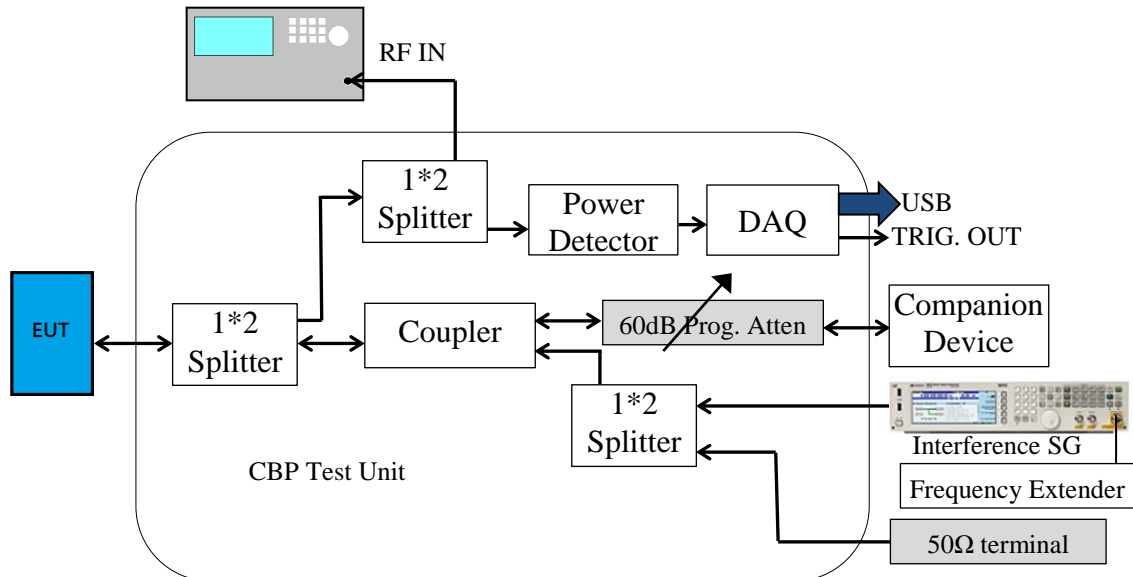 RF IN
1*2
Splitter
Power
Detector
DAQ
USB
TRIG. OUT
EUT
1*2
Splitter
Coupler
60dB Prog. Atten
Companion
Device
1*2
Splitter
Interference SG
CBP Test Unit
Frequency Extender
50Ω terminal